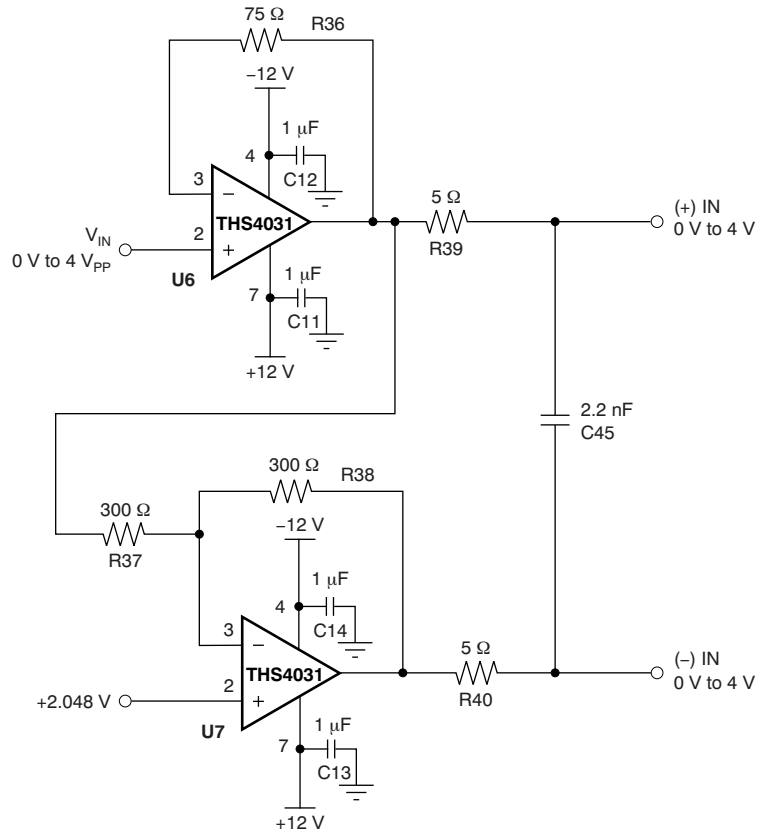 75 Ω
R36
−12 V
1 μF
4
C12
3
−
THS4031
2
+
V_IN
0 V to 4 V_PP
U6
1 μF
7
C11
+12 V
5 Ω
R39
(+) IN
0 V to 4 V
2.2 nF
C45
300 Ω
R38
300 Ω
R37
−12 V
1 μF
4
C14
3
−
THS4031
2
+
+2.048 V
U7
1 μF
7
C13
+12 V
5 Ω
R40
(−) IN
0 V to 4 V